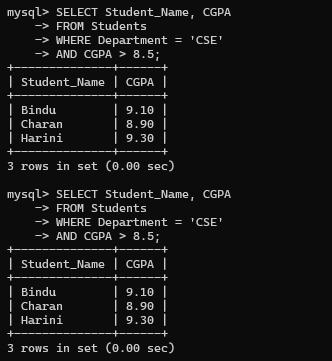 mysql> SELECT Student_Name, CGPA
    -> FROM Students
    -> WHERE Department = 'CSE'
    -> AND CGPA > 8.5;
+--------------+------+
| Student_Name | CGPA |
+--------------+------+
| Bindu        | 9.10 |
| Charan       | 8.90 |
| Harini       | 9.30 |
+--------------+------+
3 rows in set (0.00 sec)

mysql> SELECT Student_Name, CGPA
    -> FROM Students
    -> WHERE Department = 'CSE'
    -> AND CGPA > 8.5;
+--------------+------+
| Student_Name | CGPA |
+--------------+------+
| Bindu        | 9.10 |
| Charan       | 8.90 |
| Harini       | 9.30 |
+--------------+------+
3 rows in set (0.00 sec)